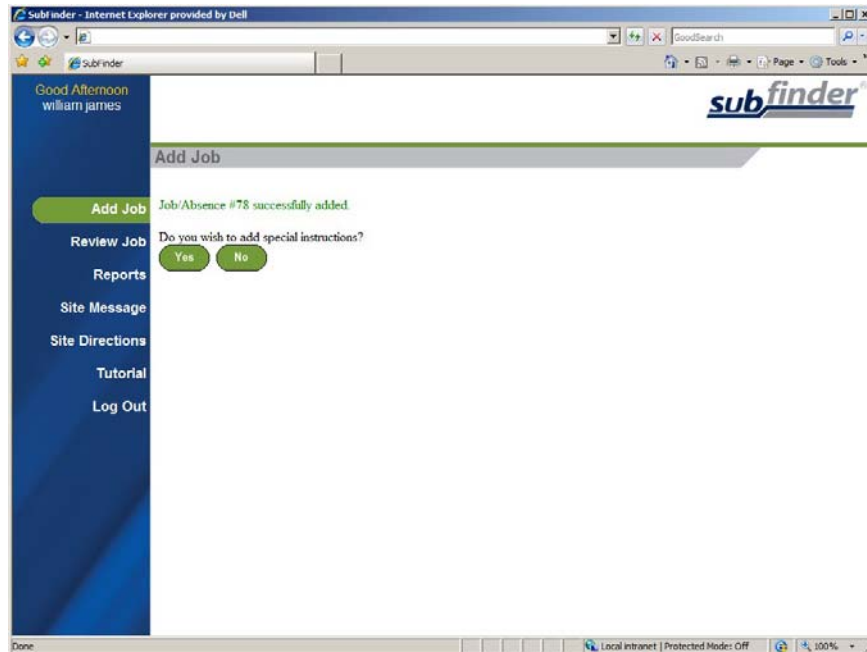 SubFinder - Internet Explorer provided by Dell
GoodSearch
SubFinder
Page
Tools
Good Afternoon
william james
subfinder®
Add Job
Add Job
Job/Absence #78 successfully added.
Review Job
Do you wish to add special instructions?
Yes No
Reports
Site Message
Site Directions
Tutorial
Log Out
Done
Local intranet | Protected Mode: Off
100%